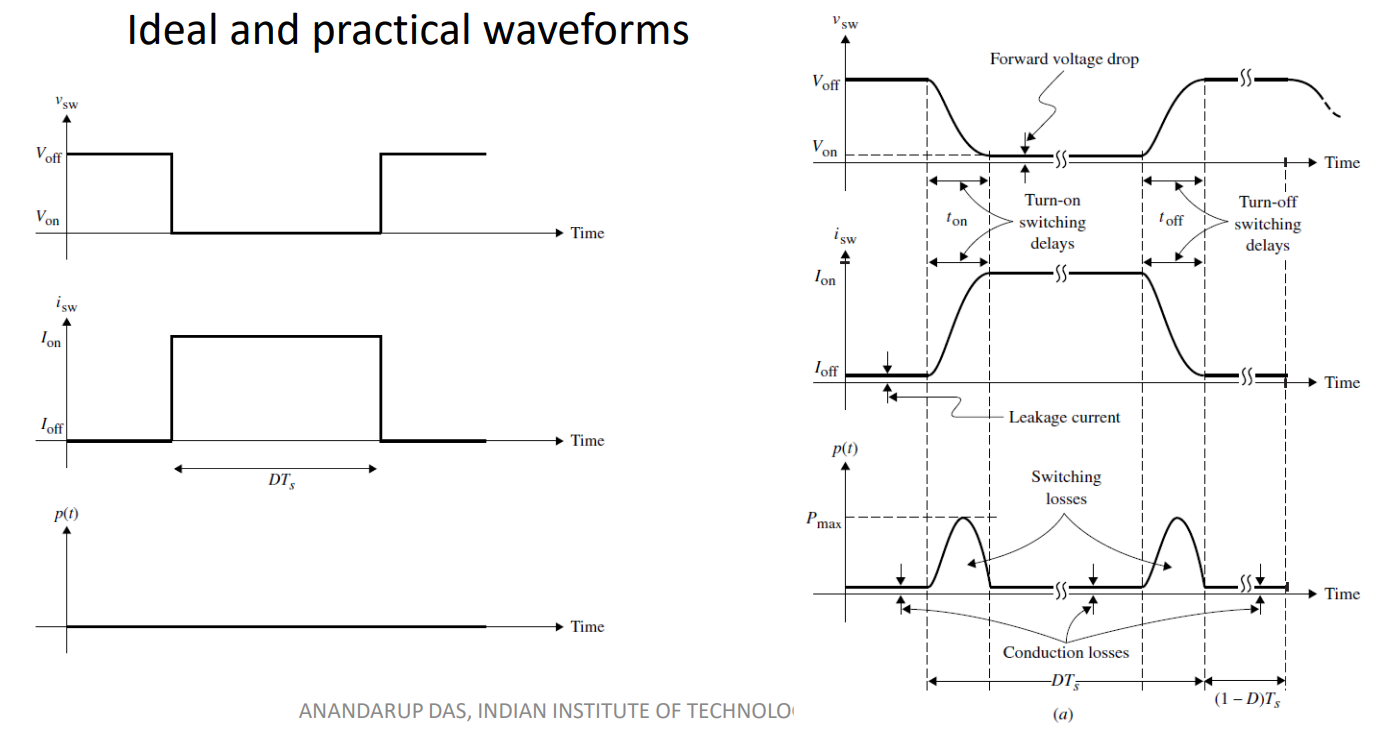 Ideal and practical waveforms
v_sw
V_off
V_on
Time
i_sw
I_on
I_off
Time
DT_s
p(t)
Time
v_sw
Forward voltage drop
V_off
V_on
Time
t_on
Turn-on
switching
delays
t_off
Turn-off
switching
delays
i_sw
I_on
I_off
Time
Leakage current
p(t)
Switching
losses
P_max
Time
Conduction losses
DT_s
(1 – D)T_s
(a)
ANANDARUP DAS, INDIAN INSTITUTE OF TECHNOLO